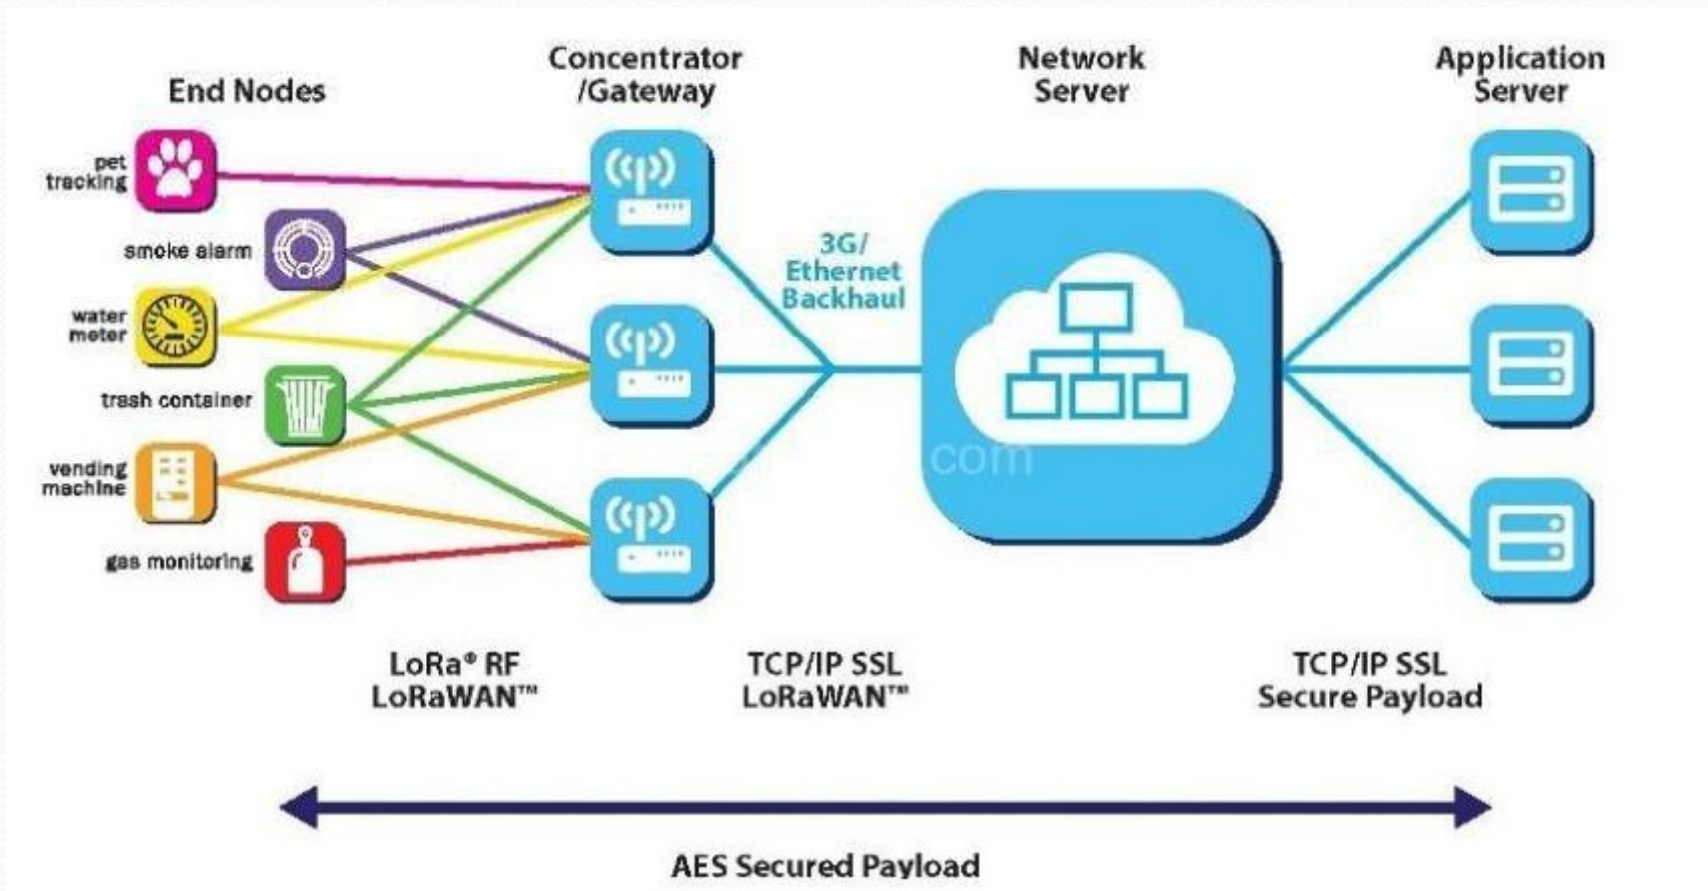 End Nodes
Concentrator
/Gateway
Network
Server
Application
Server
pet
tracking
smoke alarm
water
meter
trash container
vending
machine
gas monitoring
3G/
Ethernet
Backhaul
.com
LoRa® RF
LoRaWAN™
TCP/IP SSL
LoRaWAN™
TCP/IP SSL
Secure Payload
AES Secured Payload